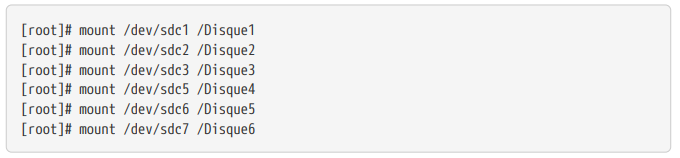 [root]# mount /dev/sdc1 /Disque1
[root]# mount /dev/sdc2 /Disque2
[root]# mount /dev/sdc3 /Disque3
[root]# mount /dev/sdc5 /Disque4
[root]# mount /dev/sdc6 /Disque5
[root]# mount /dev/sdc7 /Disque6